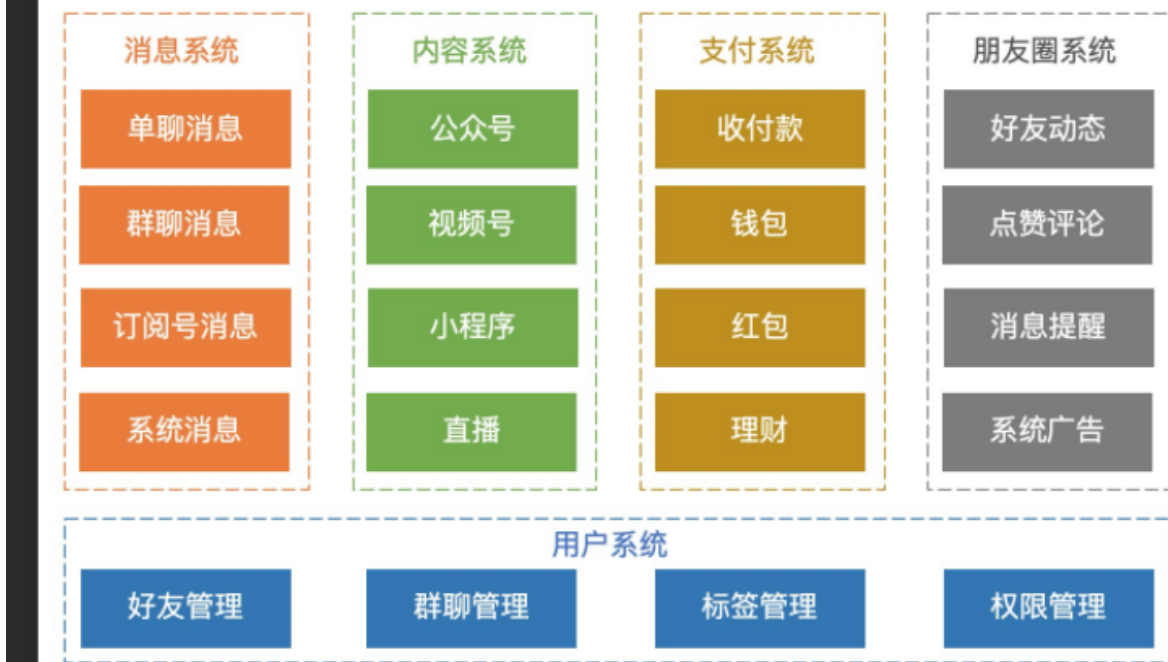 消息系统
单聊消息
群聊消息
订阅号消息
系统消息
内容系统
公众号
视频号
小程序
直播
支付系统
收付款
钱包
红包
理财
朋友圈系统
好友动态
点赞评论
消息提醒
系统广告
用户系统
好友管理
群聊管理
标签管理
权限管理